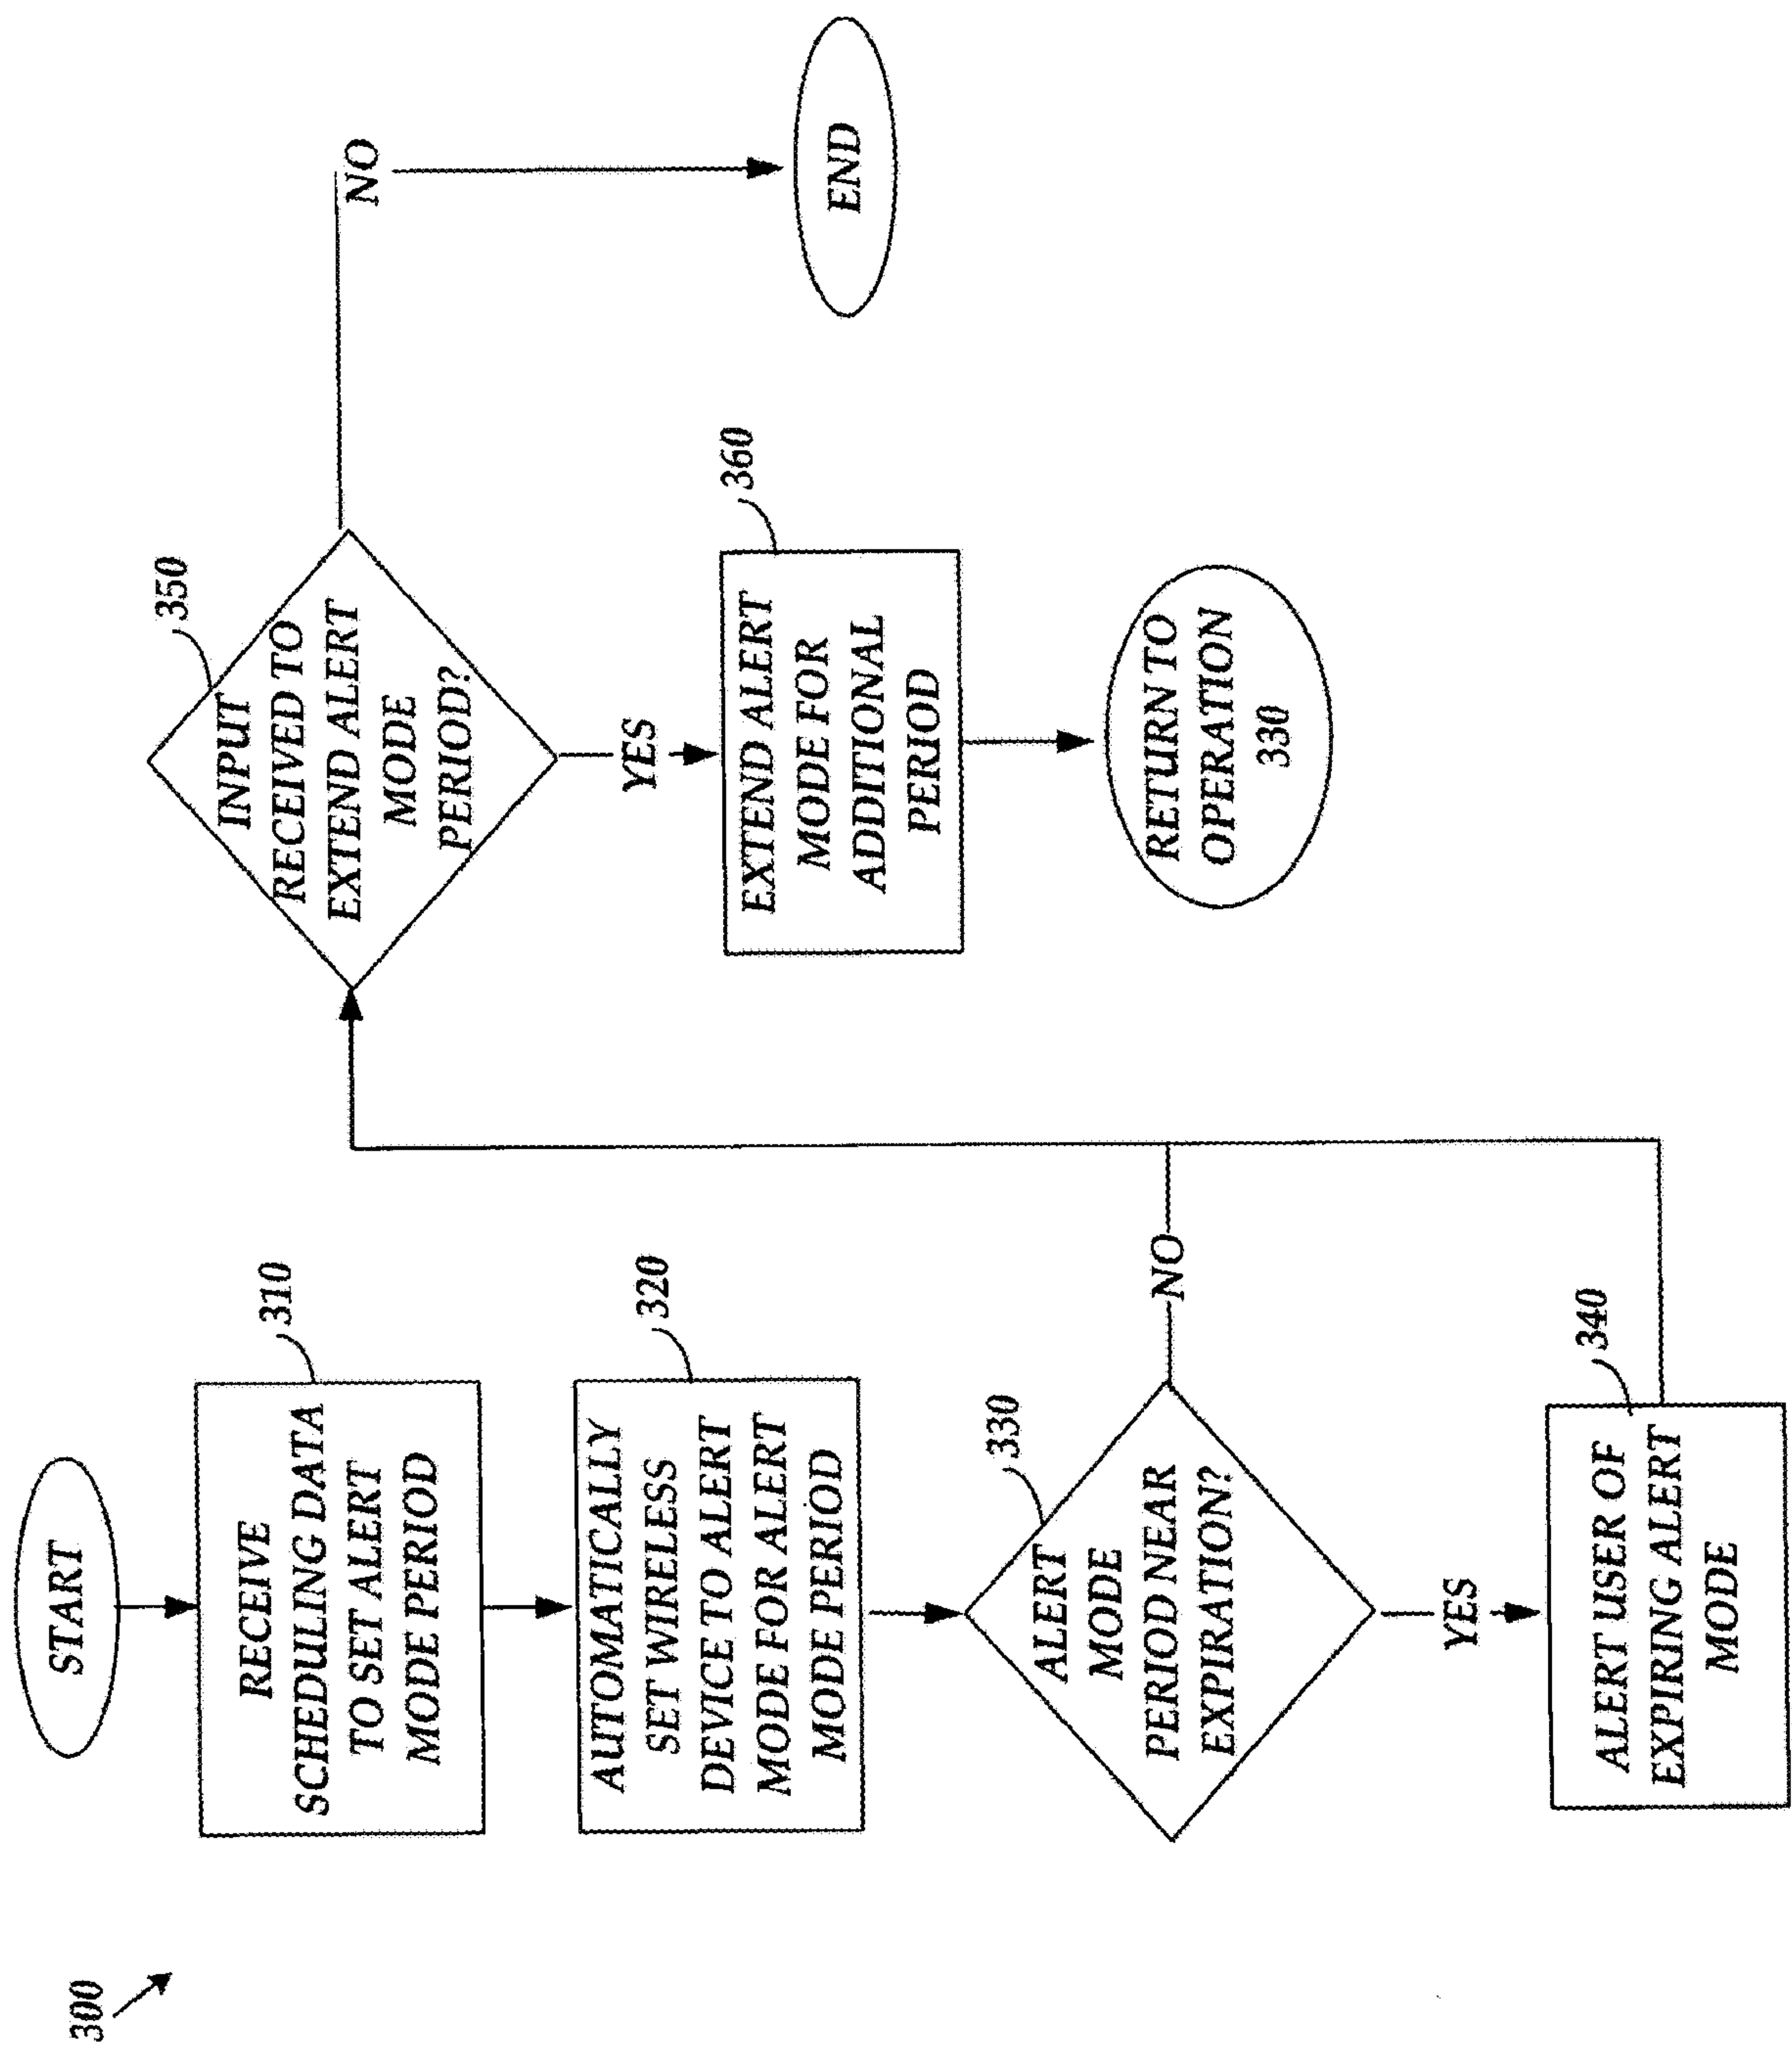 300
START
RECEIVE
SCHEDULING DATA
TO SET ALERT
MODE PERIOD
310
AUTOMATICALLY
SET WIRELESS
DEVICE TO ALERT
MODE FOR ALERT
MODE PERIOD
320
ALERT
MODE
PERIOD NEAR
EXPIRATION?
330
NO
YES
ALERT USER OF
EXPIRING ALERT
MODE
340
INPUT
RECEIVED TO
EXTEND ALERT
MODE
PERIOD?
350
NO
YES
EXTEND ALERT
MODE FOR
ADDITIONAL
PERIOD
360
RETURN TO
OPERATION
330
END